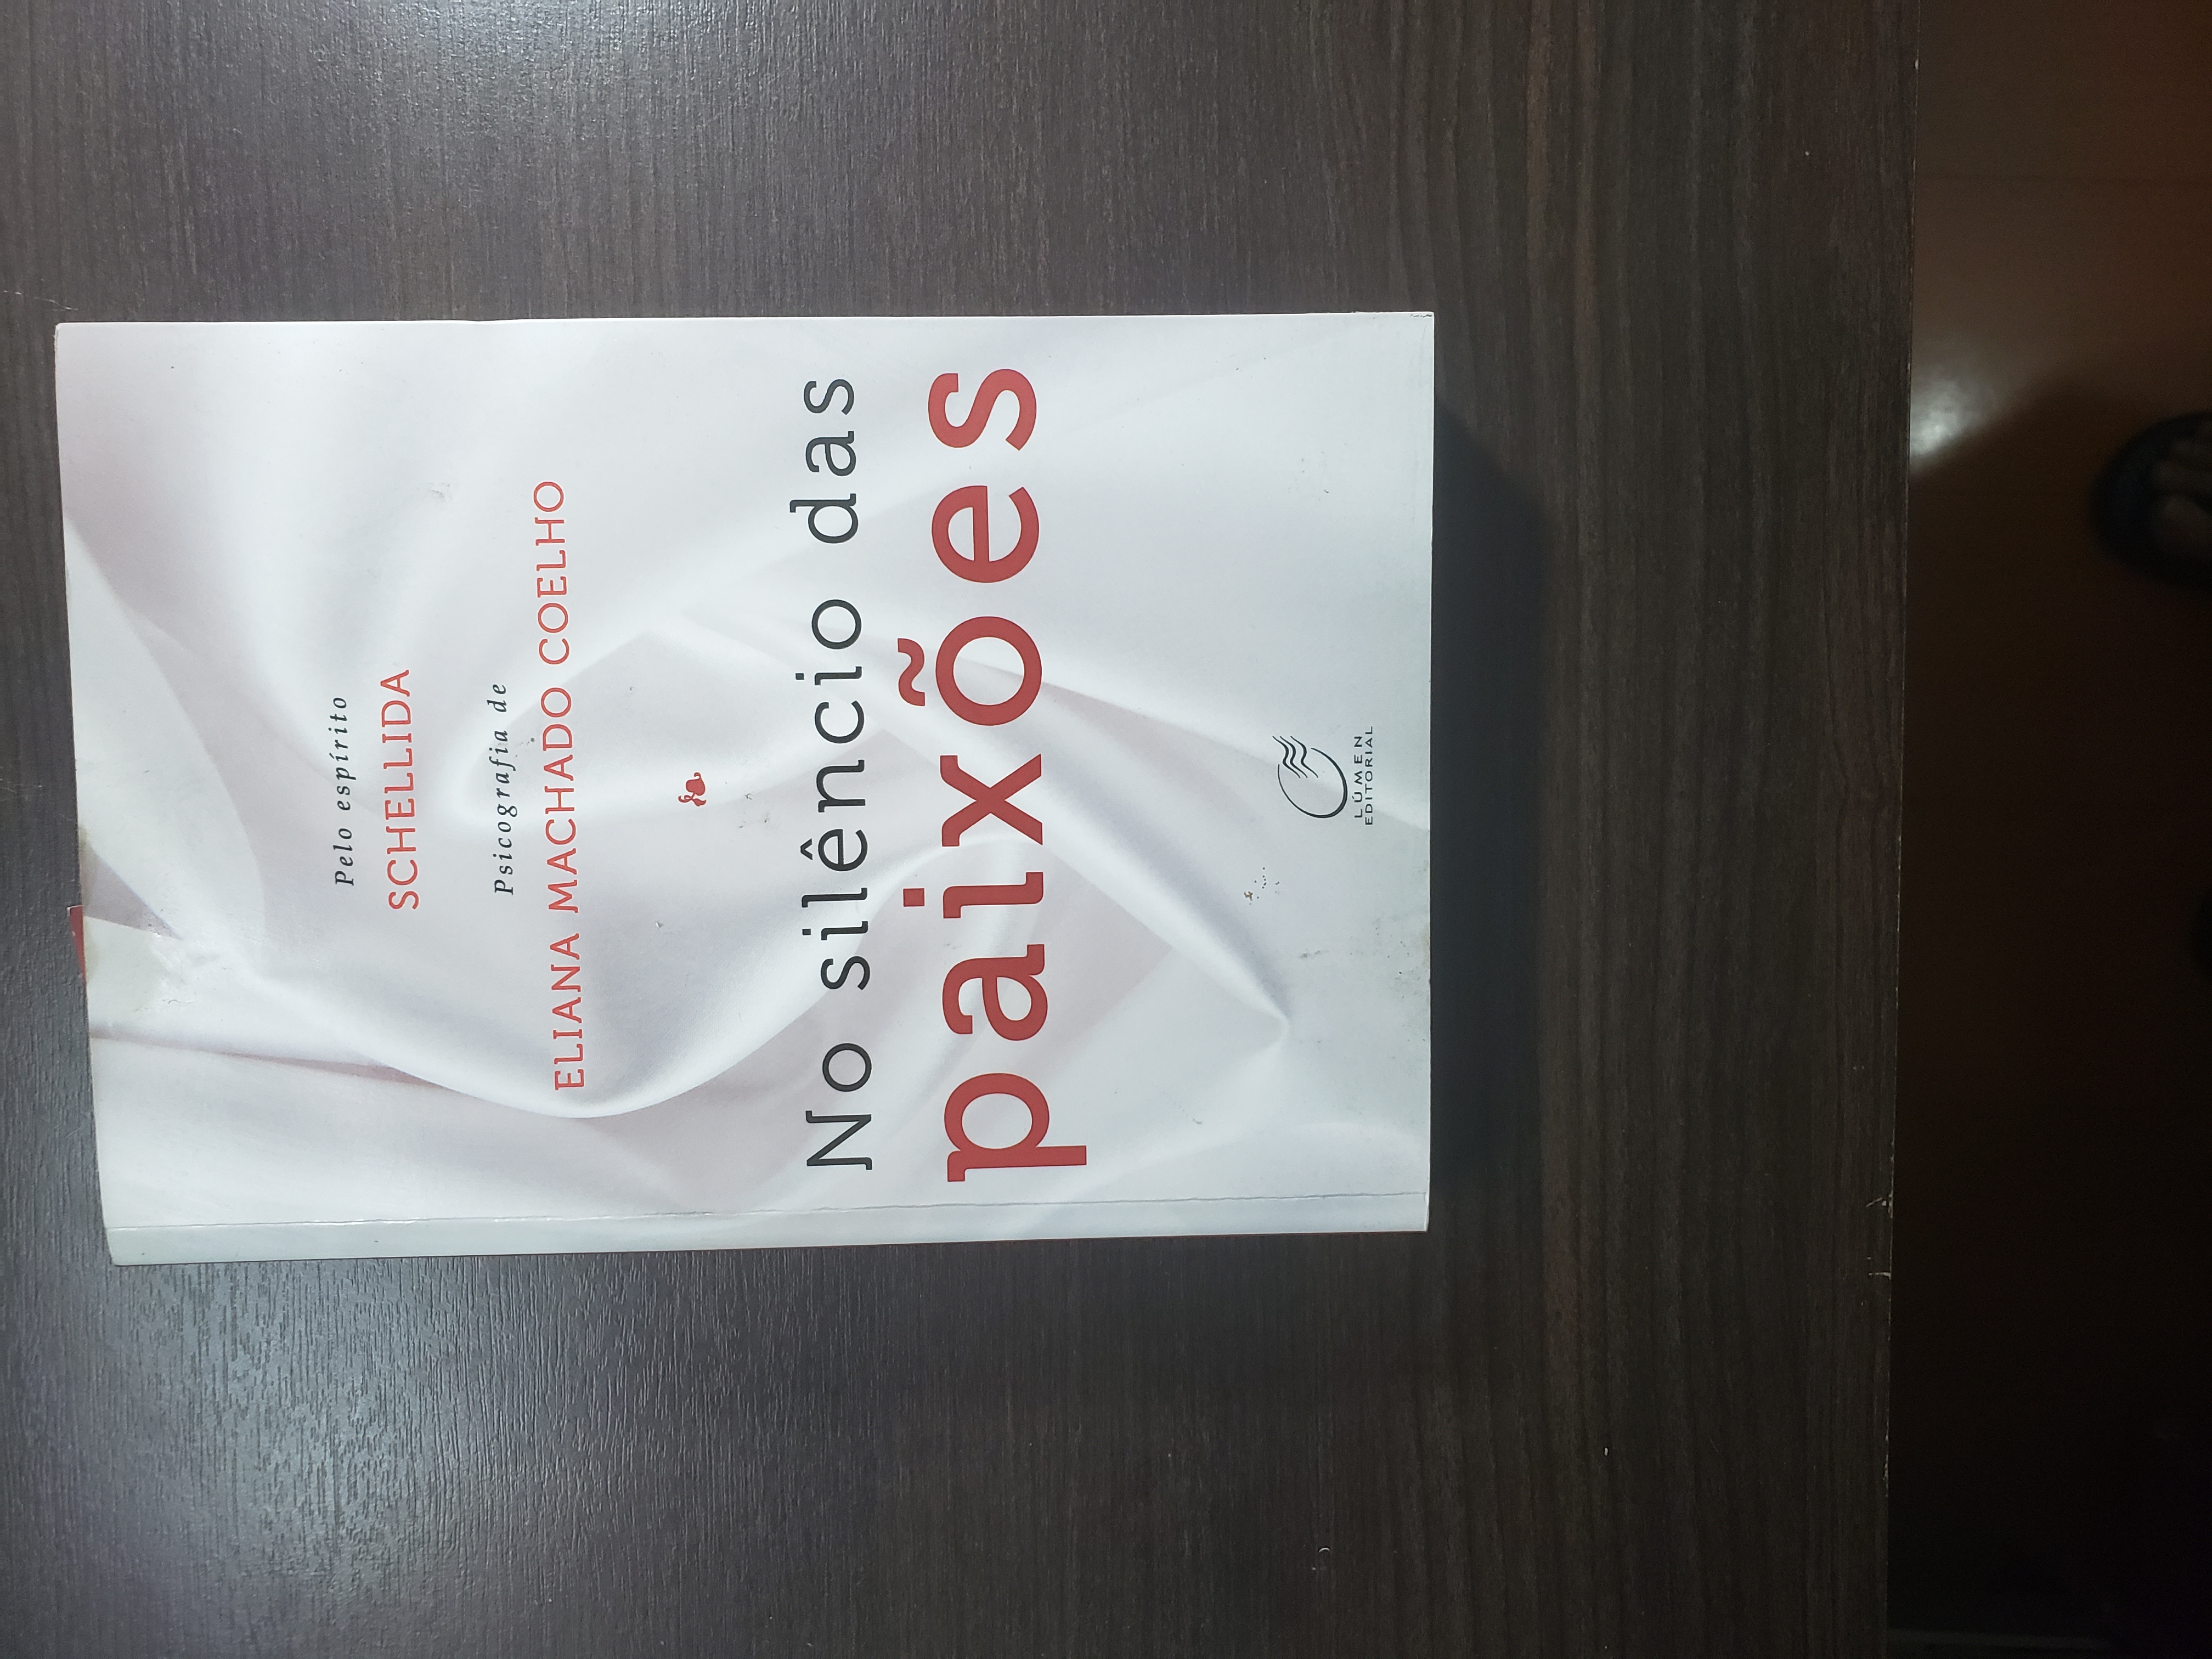 Pelo espírito
SCHELLIDA
Psicografia de
ELIANA MACHADO COELHO
No silêncio das
paixões
LÚMEN
EDITORIAL